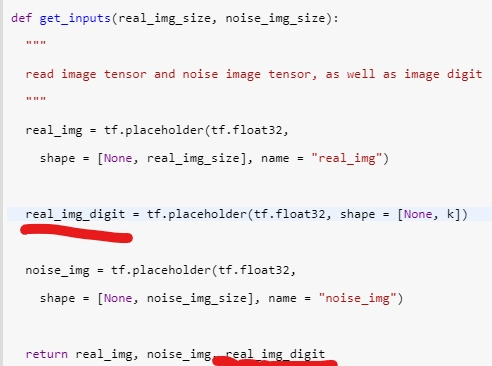 def get_inputs(real_img_size, noise_img_size):
"""
read image tensor and noise image tensor, as well as image digit
"""
real_img = tf.placeholder(tf.float32,
shape = [None, real_img_size], name = "real_img")
real_img_digit = tf.placeholder(tf.float32, shape = [None, k])
noise_img = tf.placeholder(tf.float32,
shape = [None, noise_img_size], name = "noise_img")
return real_img, noise_img, real_img_digit